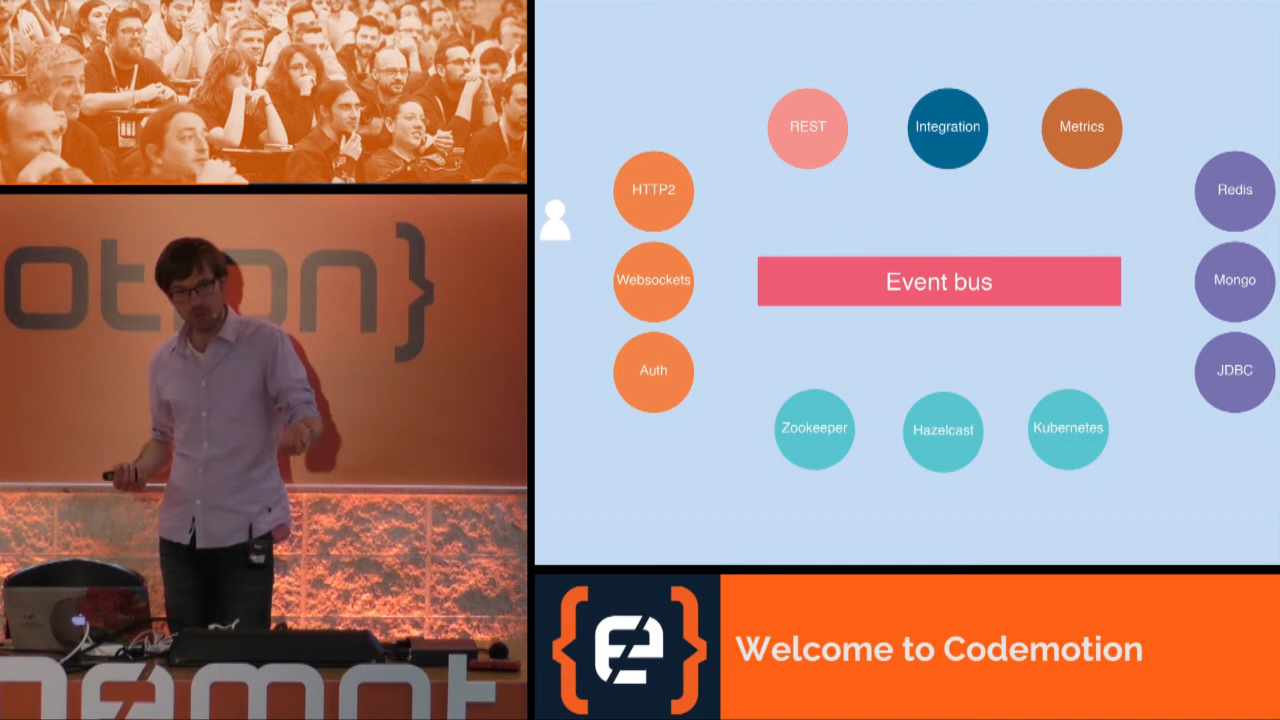 REST
Integration
Metrics
HTTP2
Redis
Websockets
Event bus
Mongo
Auth
JDBC
Zookeeper
Hazelcast
Kubernetes
Welcome to Codemotion